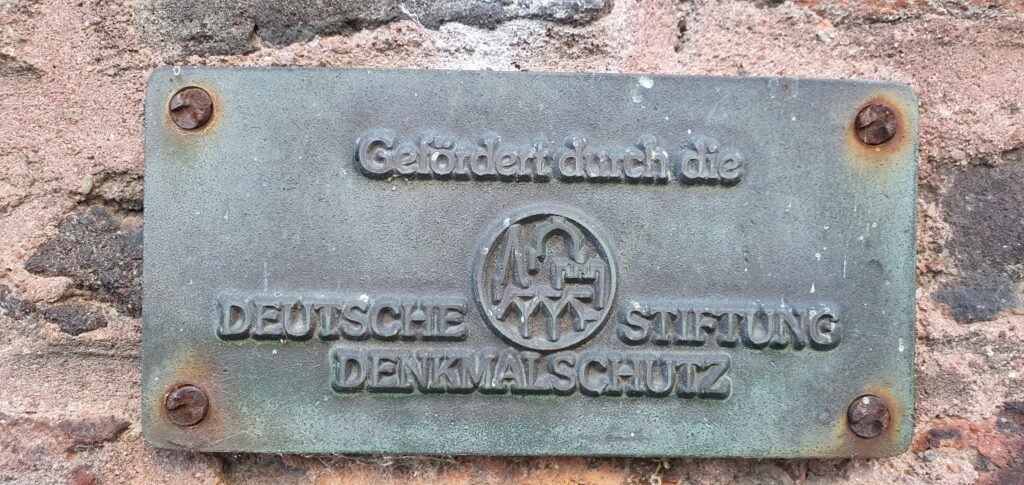 Gefördert durch die
DEUTSCHE STIFTUNG
DENKMALSCHUTZ